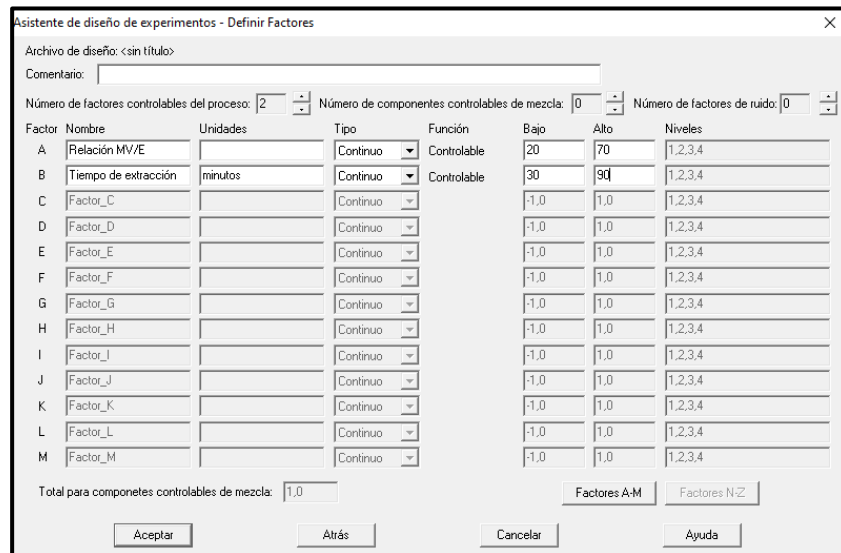 Asistente de diseño de experimentos - Definir Factores
Archivo de diseño: <sin título>
Comentario:
Número de factores controlables del proceso: 2 Número de componentes controlables de mezcla: 0 Número de factores de ruido: 0
Factor Nombre Unidades Tipo Función Bajo Alto Niveles
A Relación MV/E Continuo Controlable 20 70 1,2,3,4
B Tiempo de extracción minutos Continuo Controlable 30 90 1,2,3,4
C Factor_C Continuo -1,0 1,0 1,2,3,4
D Factor_D Continuo -1,0 1,0 1,2,3,4
E Factor_E Continuo -1,0 1,0 1,2,3,4
F Factor_F Continuo -1,0 1,0 1,2,3,4
G Factor_G Continuo -1,0 1,0 1,2,3,4
H Factor_H Continuo -1,0 1,0 1,2,3,4
I Factor_I Continuo -1,0 1,0 1,2,3,4
J Factor_J Continuo -1,0 1,0 1,2,3,4
K Factor_K Continuo -1,0 1,0 1,2,3,4
L Factor_L Continuo -1,0 1,0 1,2,3,4
M Factor_M Continuo -1,0 1,0 1,2,3,4
Total para componetes controlables de mezcla: 1,0 Factores A-M Factores N-Z
Aceptar Atrás Cancelar Ayuda